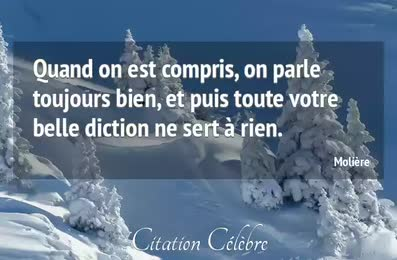 Quand on est compris, on parle
toujours bien, et puis toute votre
belle diction ne sert à rien.
Molière
Citation Célèbre